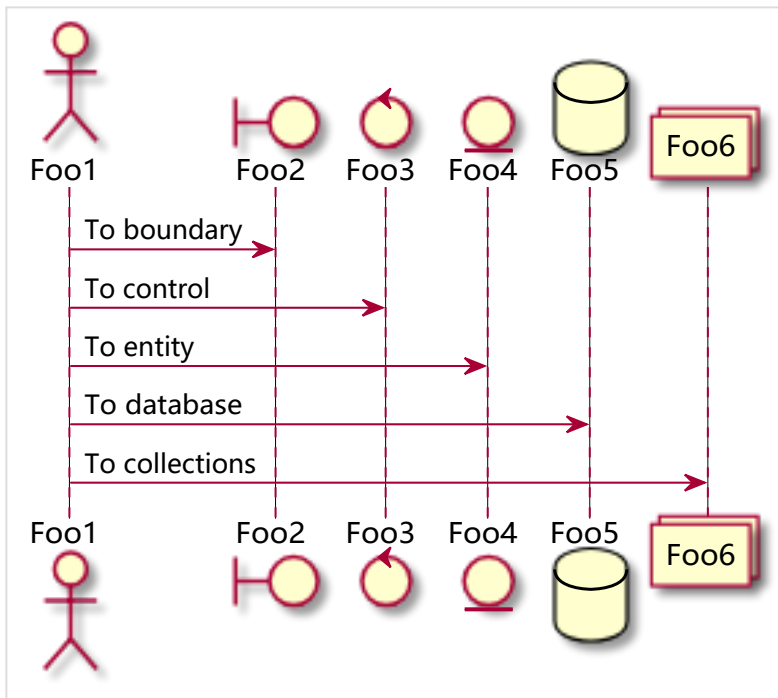 Foo1 Foo2 Foo3 Foo4 Foo5 Foo6
To boundary
To control
To entity
To database
To collections
Foo1 Foo2 Foo3 Foo4 Foo5 Foo6